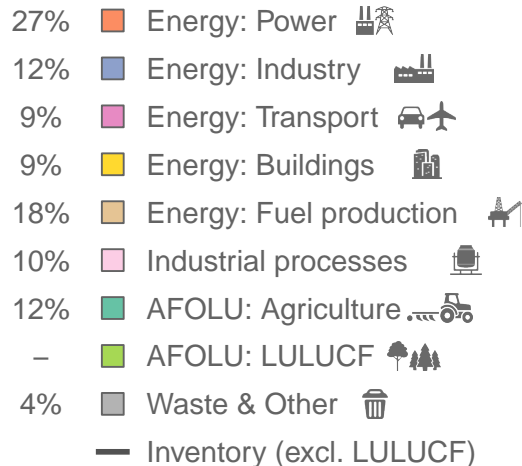 27% Energy: Power
12% Energy: Industry
9% Energy: Transport
9% Energy: Buildings
18% Energy: Fuel production
10% Industrial processes
12% AFOLU: Agriculture
– AFOLU: LULUCF
4% Waste & Other
Inventory (excl. LULUCF)